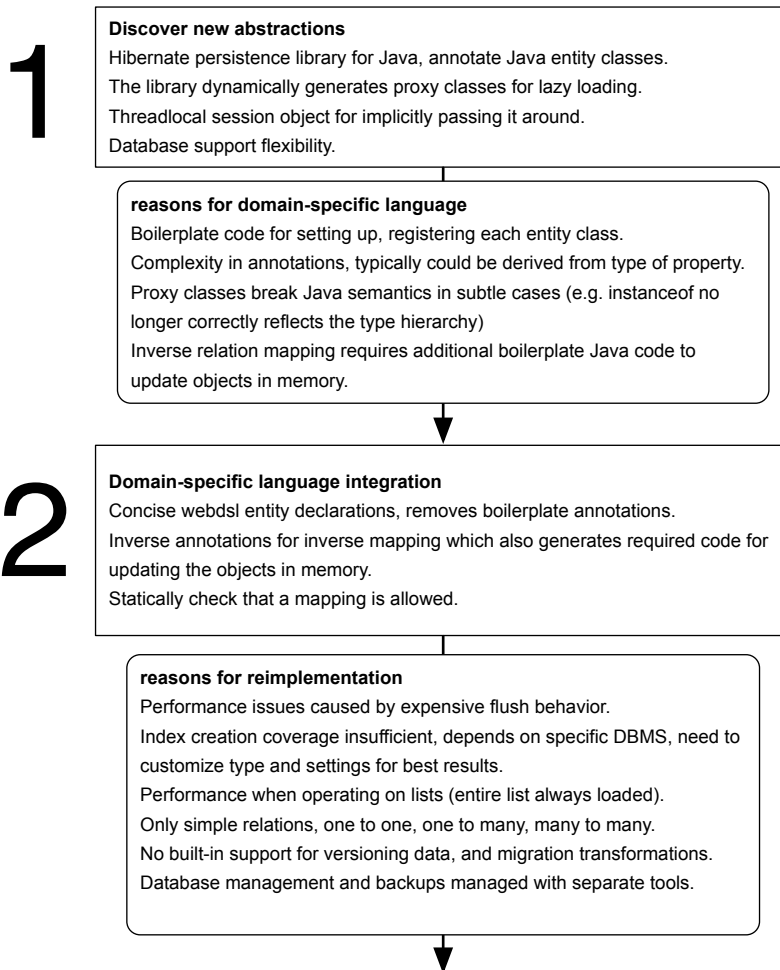 1
Discover new abstractions
Hibernate persistence library for Java, annotate Java entity classes.
The library dynamically generates proxy classes for lazy loading.
Threadlocal session object for implicitly passing it around.
Database support flexibility.
reasons for domain-specific language
Boilerplate code for setting up, registering each entity class.
Complexity in annotations, typically could be derived from type of property.
Proxy classes break Java semantics in subtle cases (e.g. instanceof no
longer correctly reflects the type hierarchy)
Inverse relation mapping requires additional boilerplate Java code to
update objects in memory.
2
Domain-specific language integration
Concise webdsl entity declarations, removes boilerplate annotations.
Inverse annotations for inverse mapping which also generates required code for
updating the objects in memory.
Statically check that a mapping is allowed.
reasons for reimplementation
Performance issues caused by expensive flush behavior.
Index creation coverage insufficient, depends on specific DBMS, need to
customize type and settings for best results.
Performance when operating on lists (entire list always loaded).
Only simple relations, one to one, one to many, many to many.
No built-in support for versioning data, and migration transformations.
Database management and backups managed with separate tools.